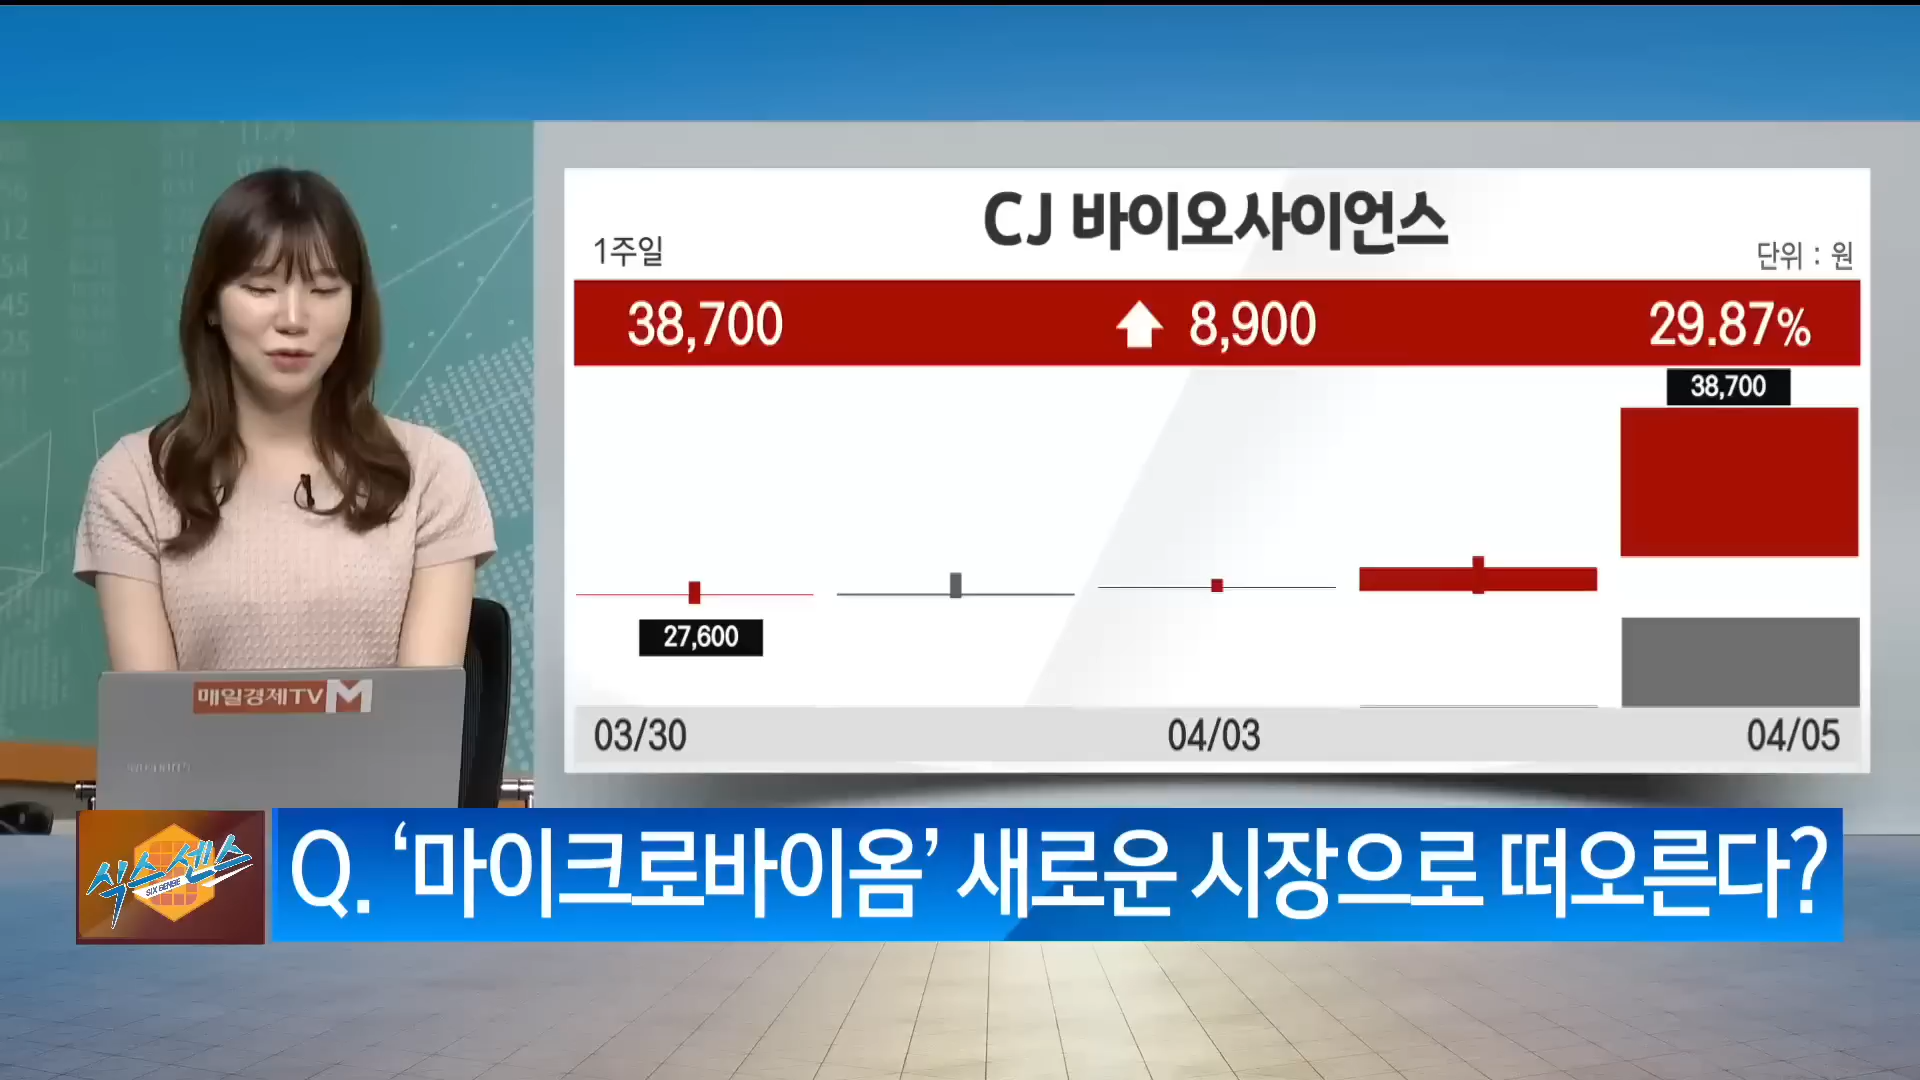 CJ 바이오사이언스
1주일
단위 : 원
38,700
8,900
29.87%
38,700
27,600
03/30
04/03
04/05
매일경제TV M
식스센스
SIX SENSE
Q. ‘마이크로바이옴’ 새로운 시장으로 떠오른다?